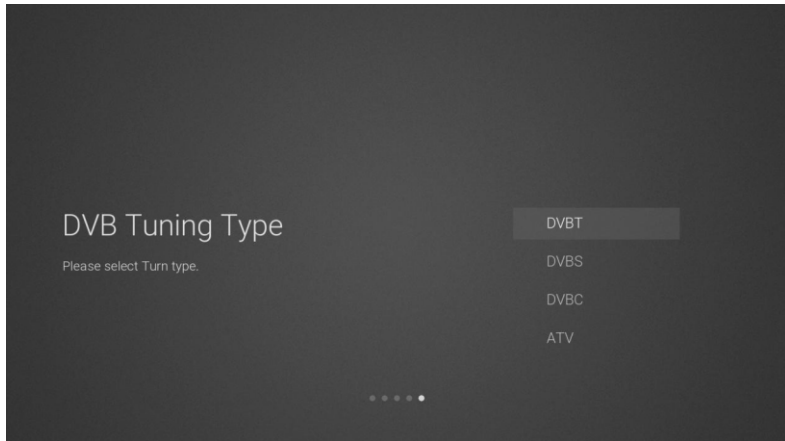 DVB Tuning Type
Please select Turn type.
DVBT
DVBS
DVBC
ATV